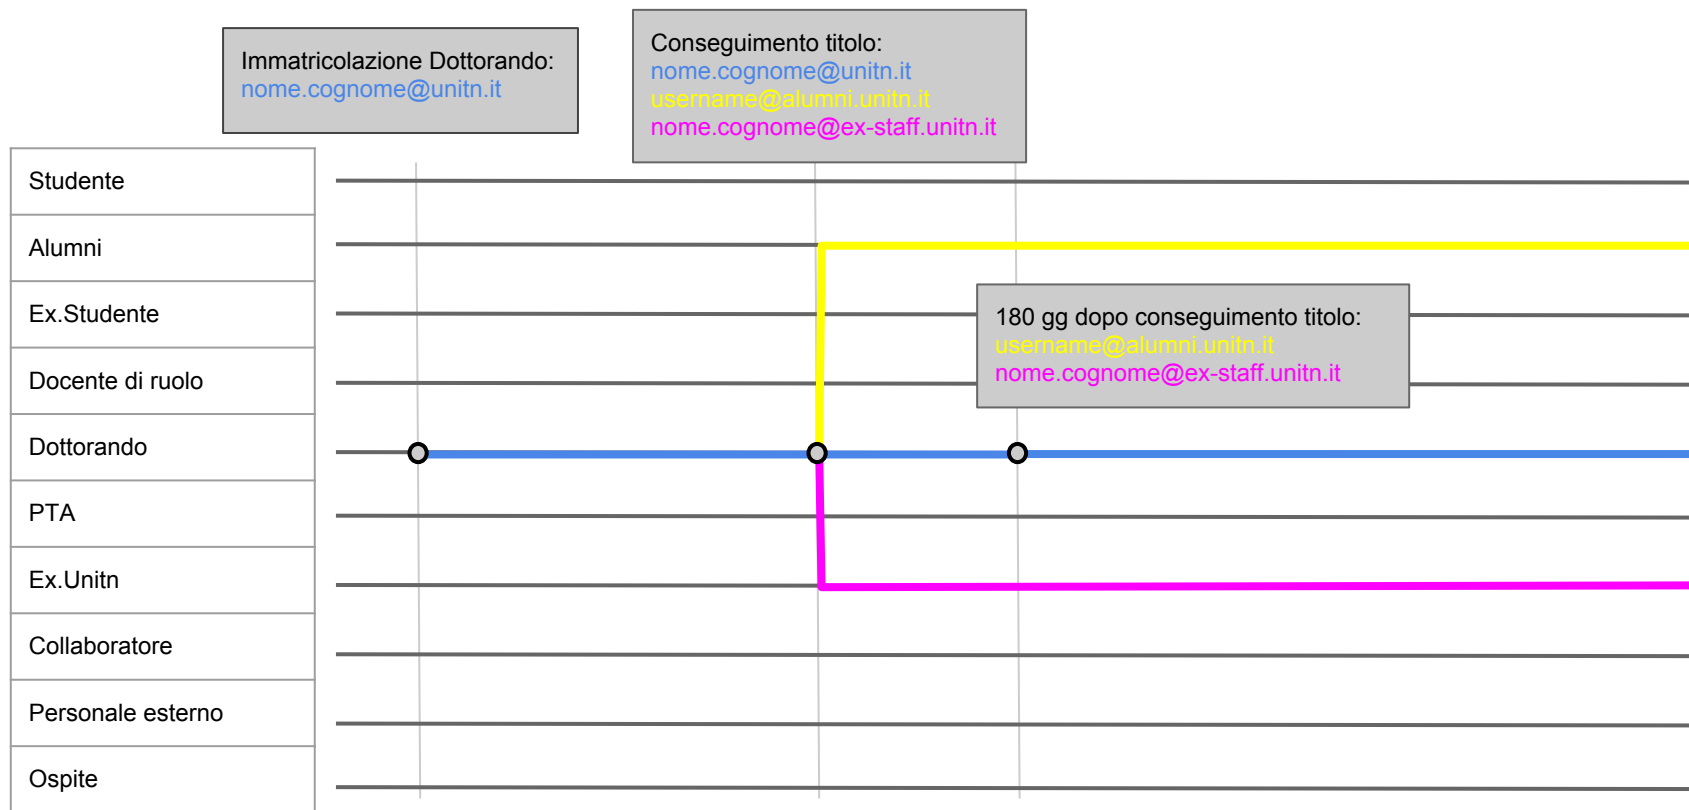 Immatricolazione Dottorando:
nome.cognome@unitn.it
Conseguimento titolo:
nome.cognome@unitn.it
username@alumni.unitn.it
nome.cognome@ex-staff.unitn.it
Studente
Alumni
Ex.Studente
180 gg dopo conseguimento titolo:
username@alumni.unitn.it
nome.cognome@ex-staff.unitn.it
Docente di ruolo
Dottorando
PTA
Ex.Unitn
Collaboratore
Personale esterno
Ospite